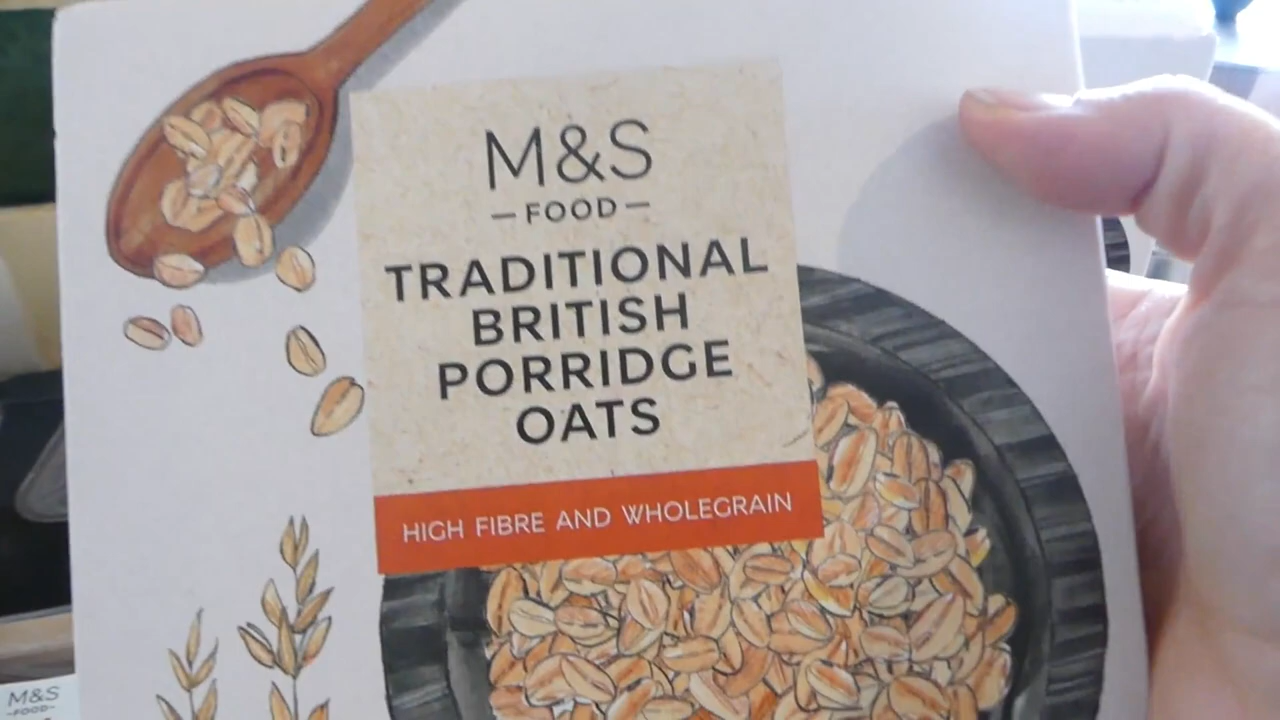 M&S
—FOOD—
TRADITIONAL
BRITISH
PORRIDGE
OATS
HIGH FIBRE AND WHOLEGRAIN
M&S
—FOOD—